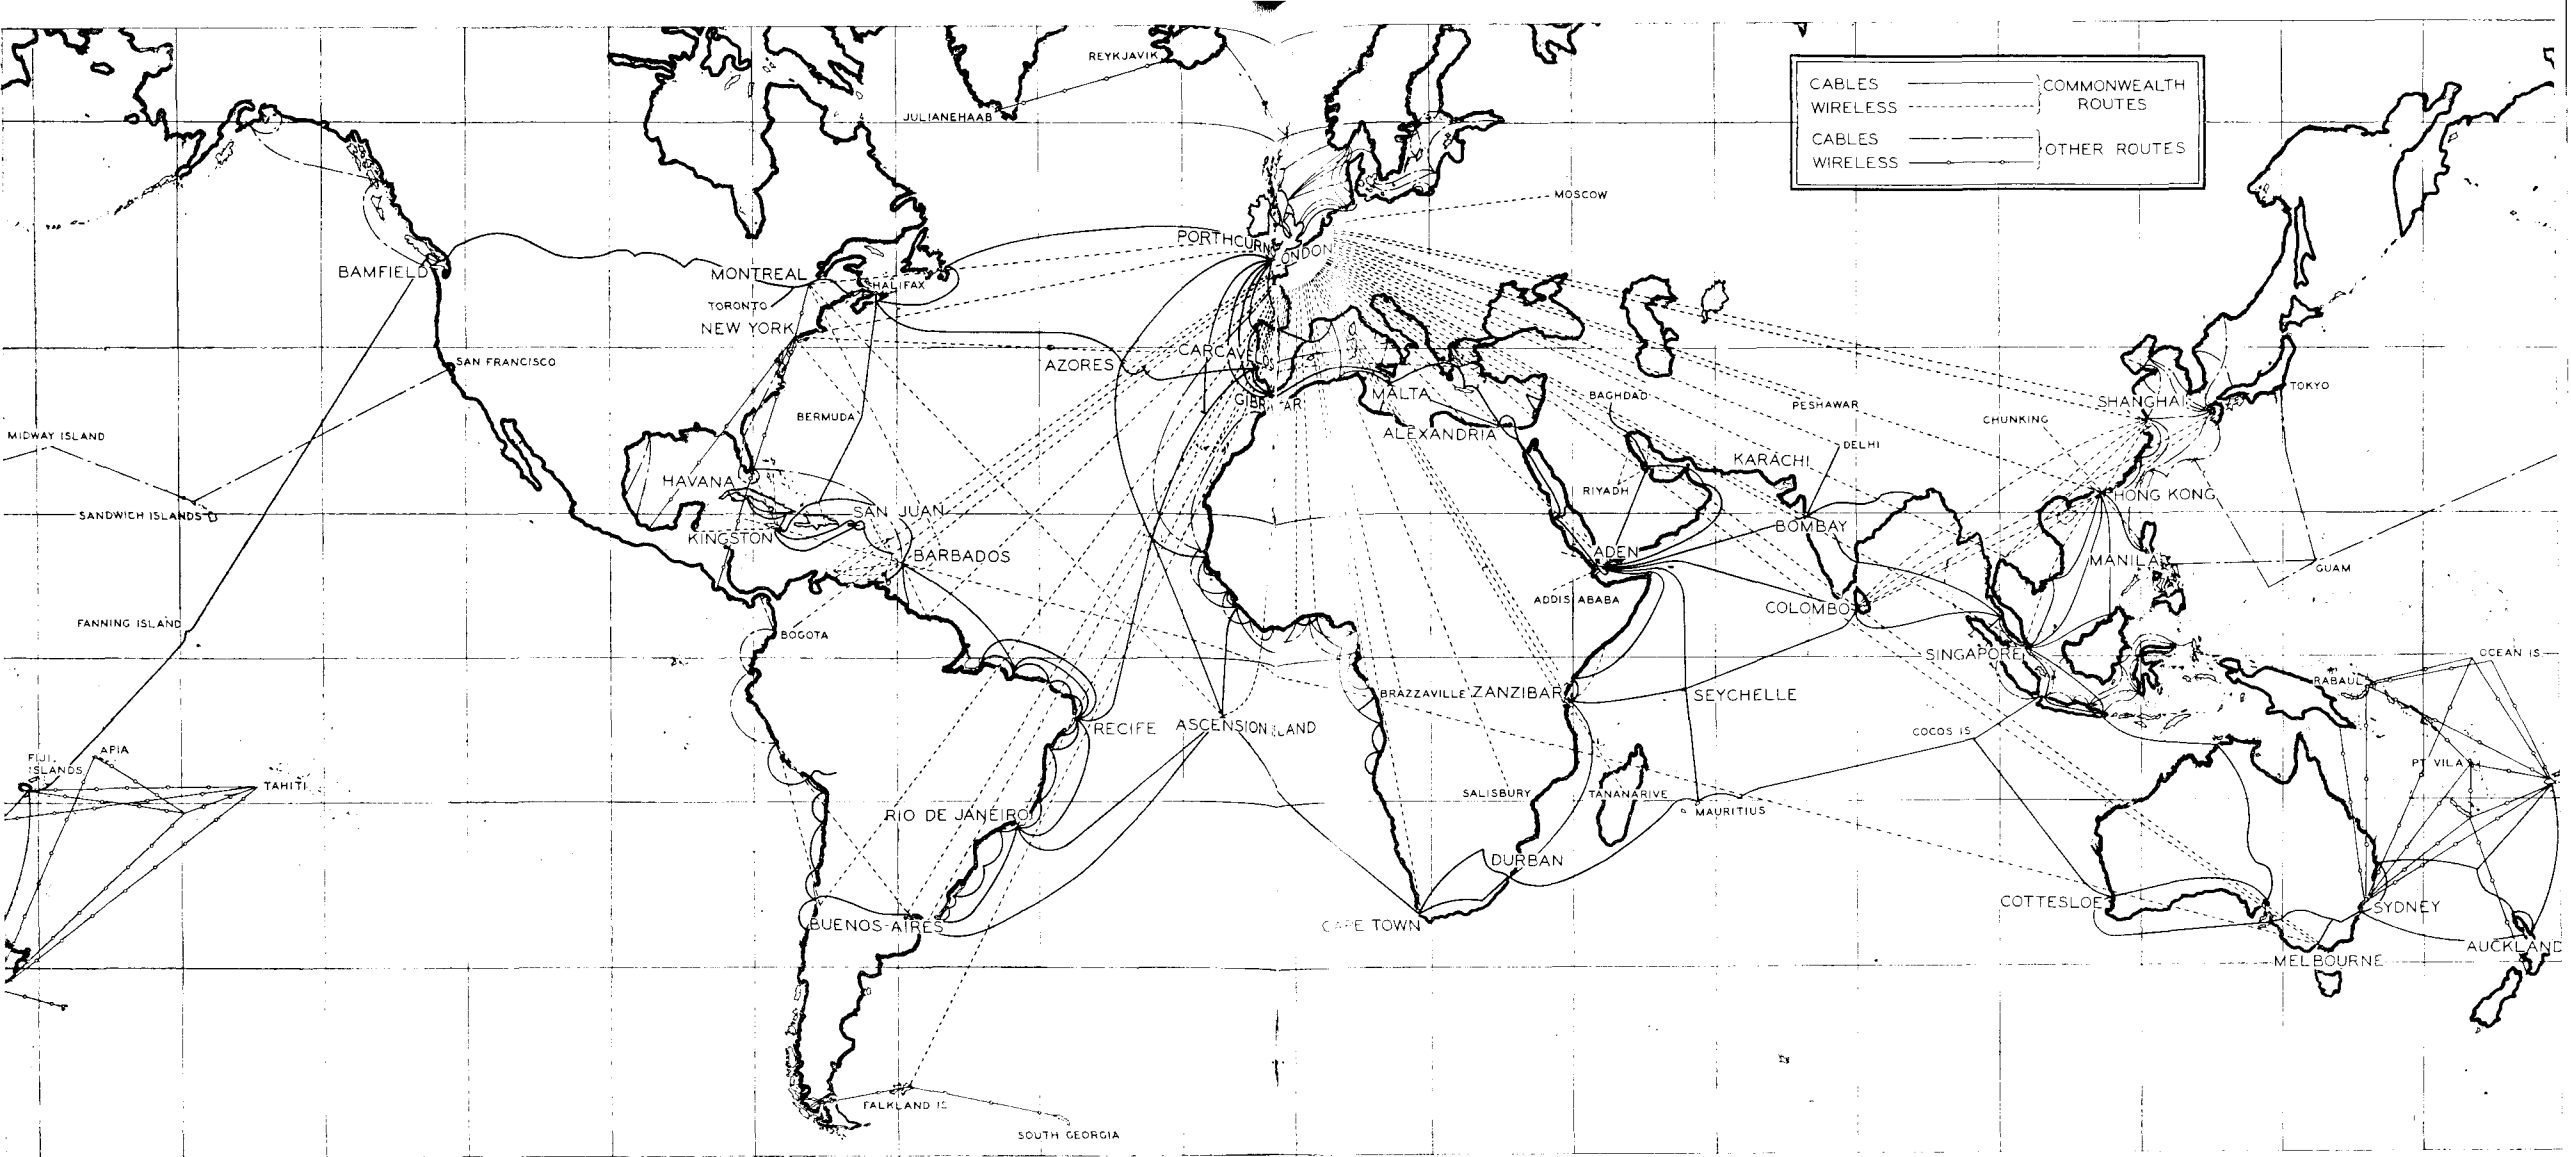 CABLES
WIRELESS
COMMONWEALTH
ROUTES
CABLES
WIRELESS
OTHER ROUTES
REYKJAVIK
JULIANEHAAB
MOSCOW
BAMFIELD
MONTREAL
HALIFAX
TORONTO
NEW YORK
SAN FRANCISCO
AZORES
MALTA
ALEXANDRIA
BAGHDAD
PESHAWAR
CHUNKING
SHANGHAI
TOKYO
BERMUDA
MIDWAY ISLAND
DELHI
KARACHI
HAVANA
RIYADH
HONG KONG
SANDWICH ISLANDS
SAN JUAN
KINGSTON
BOMBAY
BARBADOS
ADEN
MANILA
GUAM
ADDIS ABABA
COLOMBO
FANNING ISLAND
BOGOTA
SINGAPORE
OCEAN IS
RABAUL
BRAZZAVILLE
ZANZIBAR
SEYCHELLE
RECIFE
ASCENSION
COCOS IS
FIJI
ISLANDS
APIA
PT VILA
TAHITI
SALISBURY
TANANARIVE
MAURITIUS
RIO DE JANEIRO
DURBAN
COTTESLOE
SYDNEY
BUENOS-AIRES
CAPE TOWN
AUCKLAND
MELBOURNE
FALKLAND IS
SOUTH GEORGIA